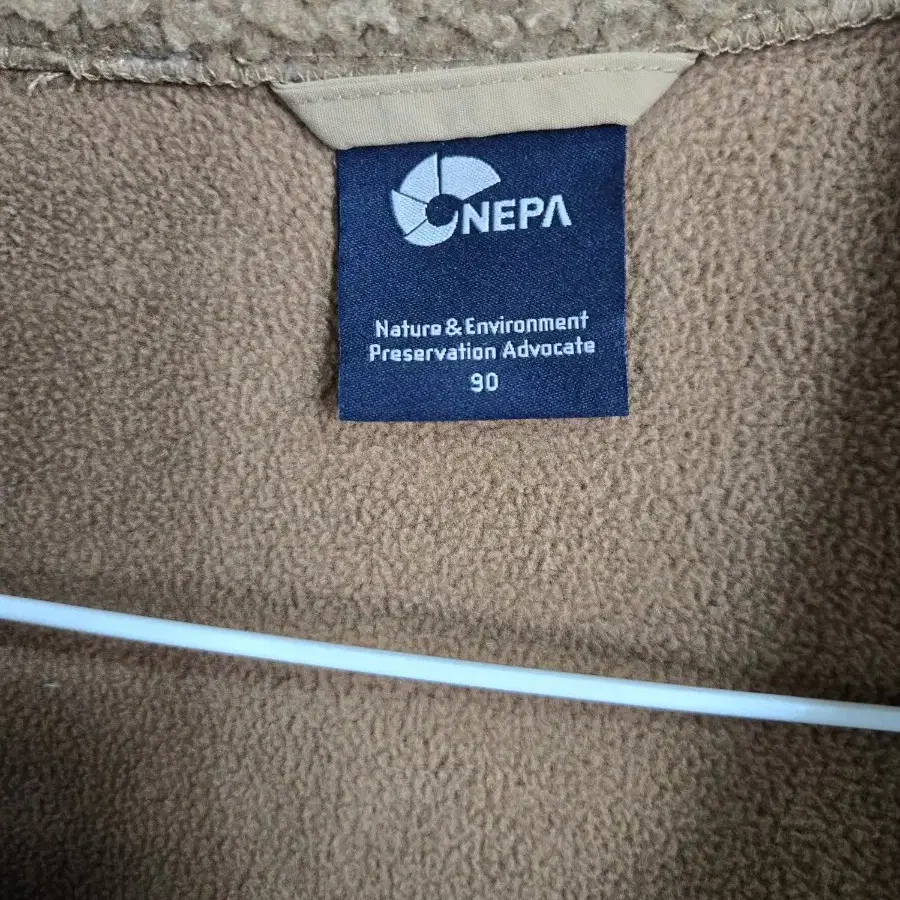 NEPA
Nature & Environment
Preservation Advocate
90